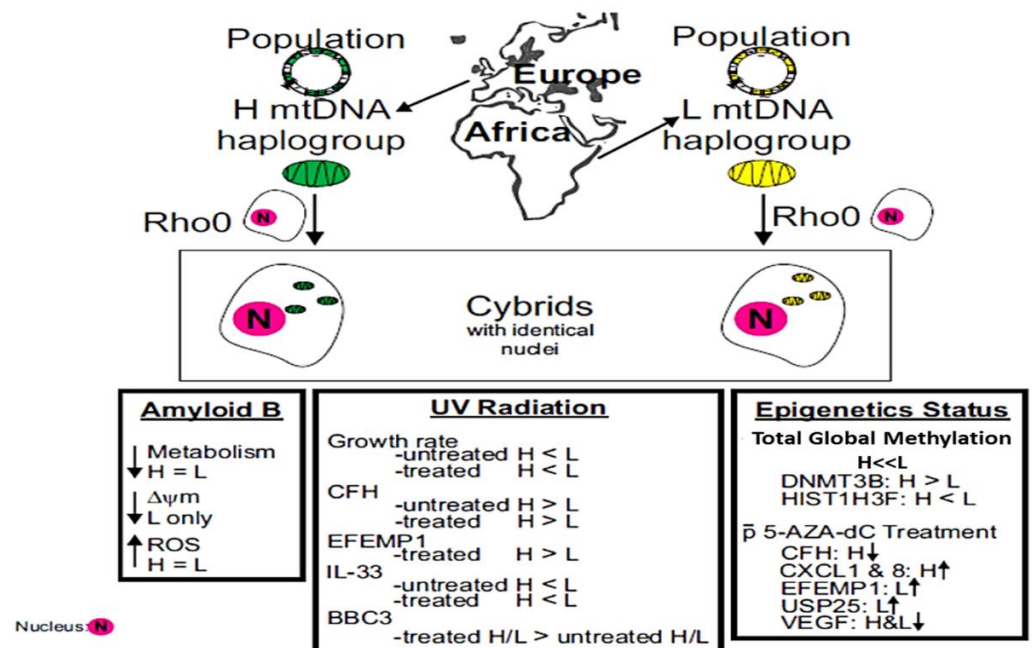 Population
H mtDNA
haplogroup
Rho0
N
Europe
Africa
Population
L mtDNA
haplogroup
Rho0
N
N
Cybrids
with identical
nuclei
N
Amyloid B
↓ Metabolism
H = L
↓ Δψm
L only
↑ ROS
H = L
UV Radiation
Growth rate
-untreated H < L
-treated H < L
CFH
-untreated H > L
-treated H > L
EFEMP1
-treated H > L
IL-33
-untreated H < L
-treated H < L
BBC3
-treated H/L > untreated H/L
Epigenetics Status
Total Global Methylation
H<<L
DNMT3B: H > L
HIST1H3F: H < L
p̄ 5-AZA-dC Treatment
CFH: H↓
CXCL1 & 8: H↑
EFEMP1: L↑
USP25: L↑
VEGF: H&L↓
Nucleus: N